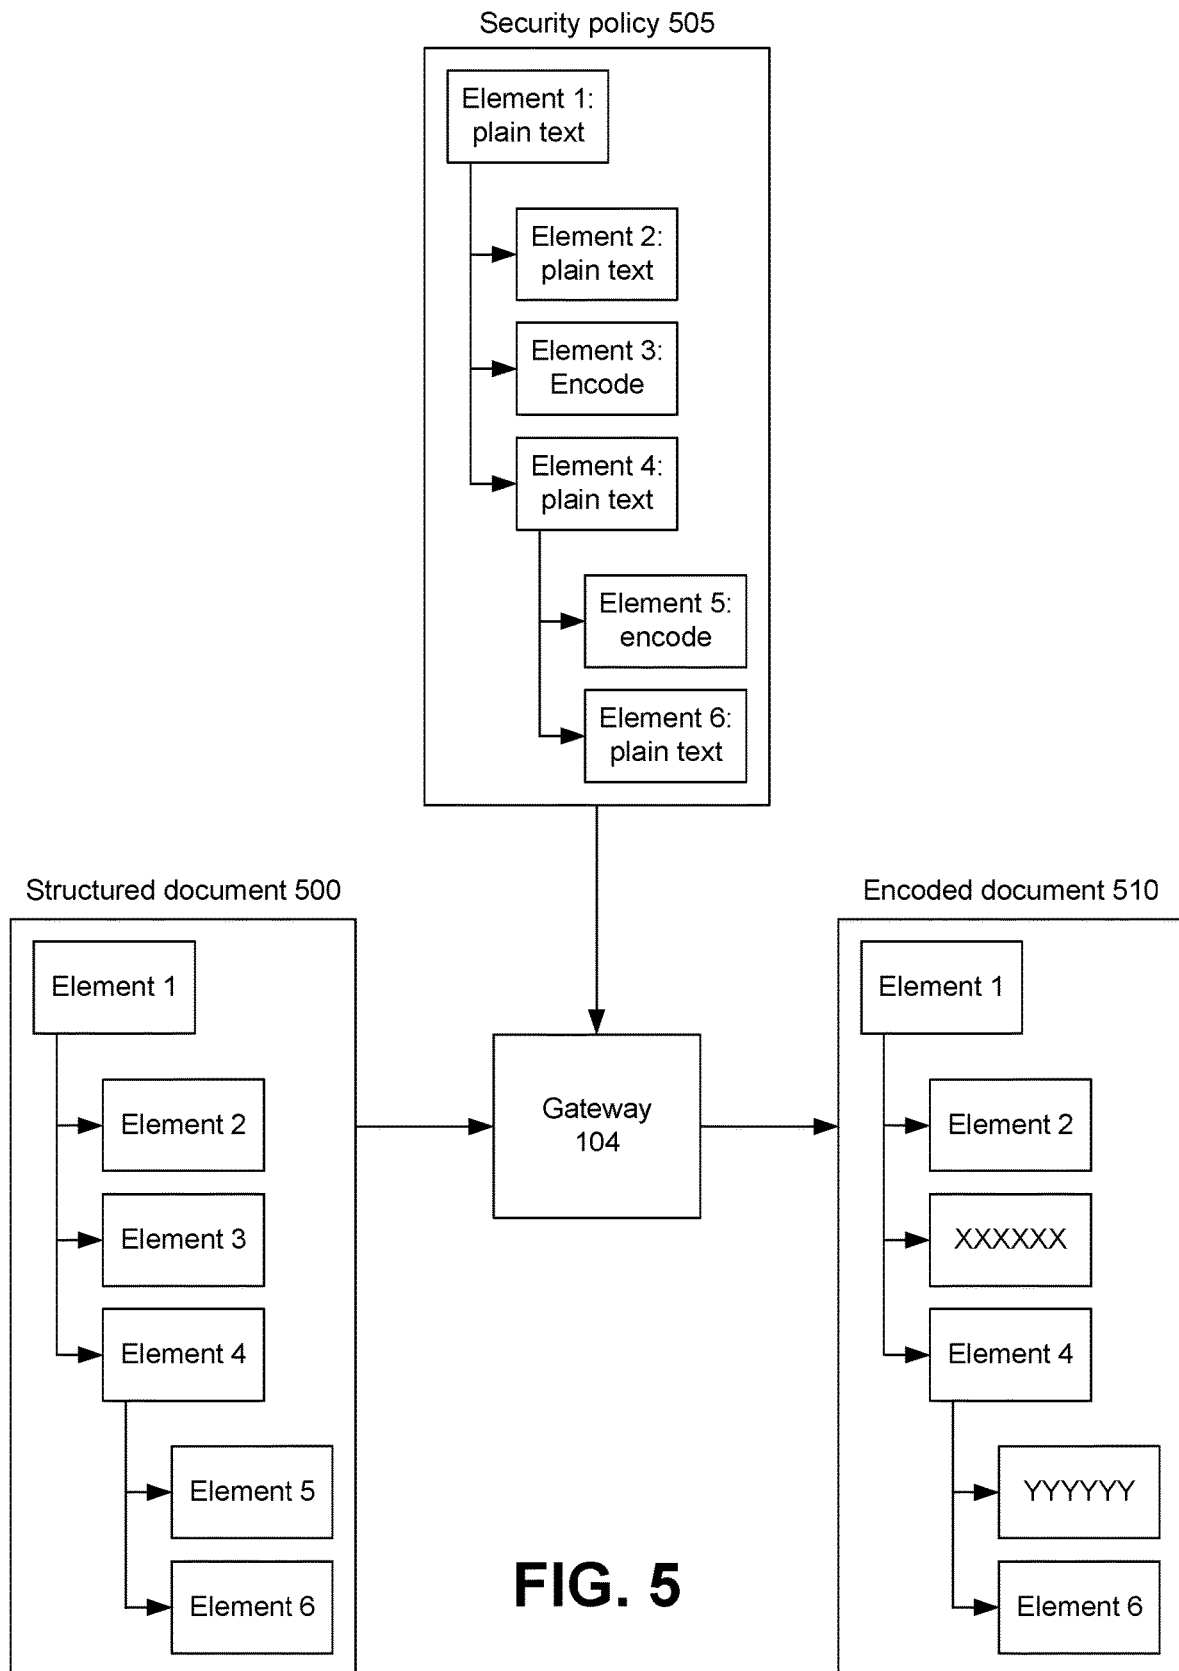 Security policy 505
Element 1:
plain text
Element 2:
plain text
Element 3:
Encode
Element 4:
plain text
Element 5:
encode
Element 6:
plain text
Structured document 500
Element 1
Element 2
Element 3
Element 4
Element 5
Element 6
Gateway
104
Encoded document 510
Element 1
Element 2
XXXXXX
Element 4
YYYYYY
Element 6
FIG. 5